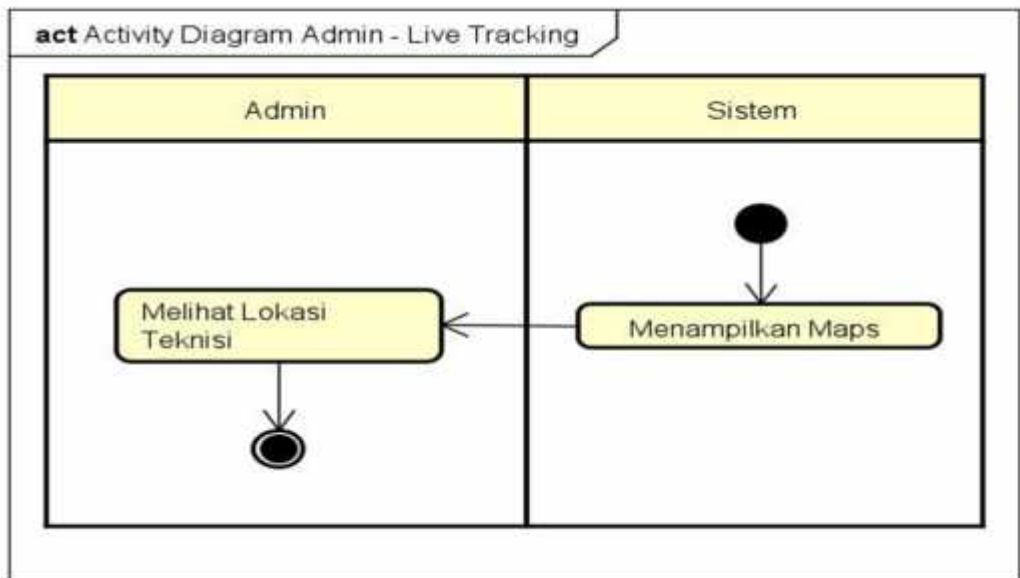 act Activity Diagram Admin - Live Tracking
Admin
Sistem
Melihat Lokasi
Teknisi
Menampilkan Maps